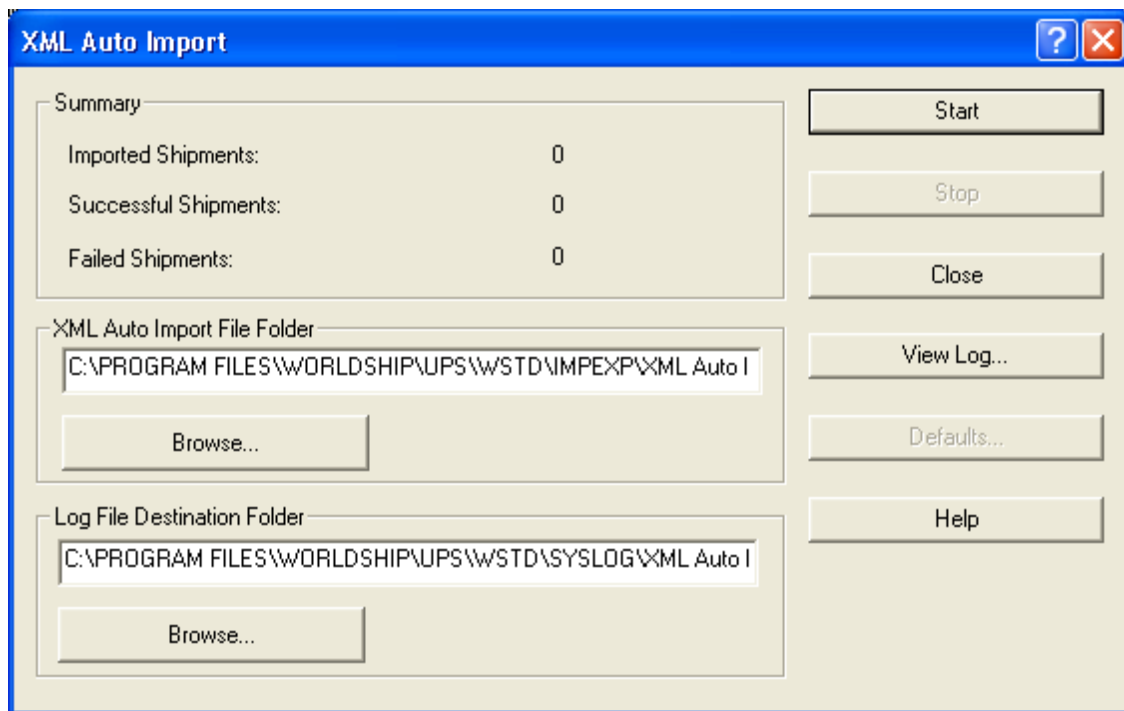 XML Auto Import
Summary
Imported Shipments: 0
Successful Shipments: 0
Failed Shipments: 0
XML Auto Import File Folder
C:\PROGRAM FILES\WORLDSHIP\UPS\WSTD\IMPEXP\XML Auto I
Browse...
Log File Destination Folder
C:\PROGRAM FILES\WORLDSHIP\UPS\WSTD\SYSLOG\XML Auto I
Browse...
Start
Stop
Close
View Log...
Defaults...
Help